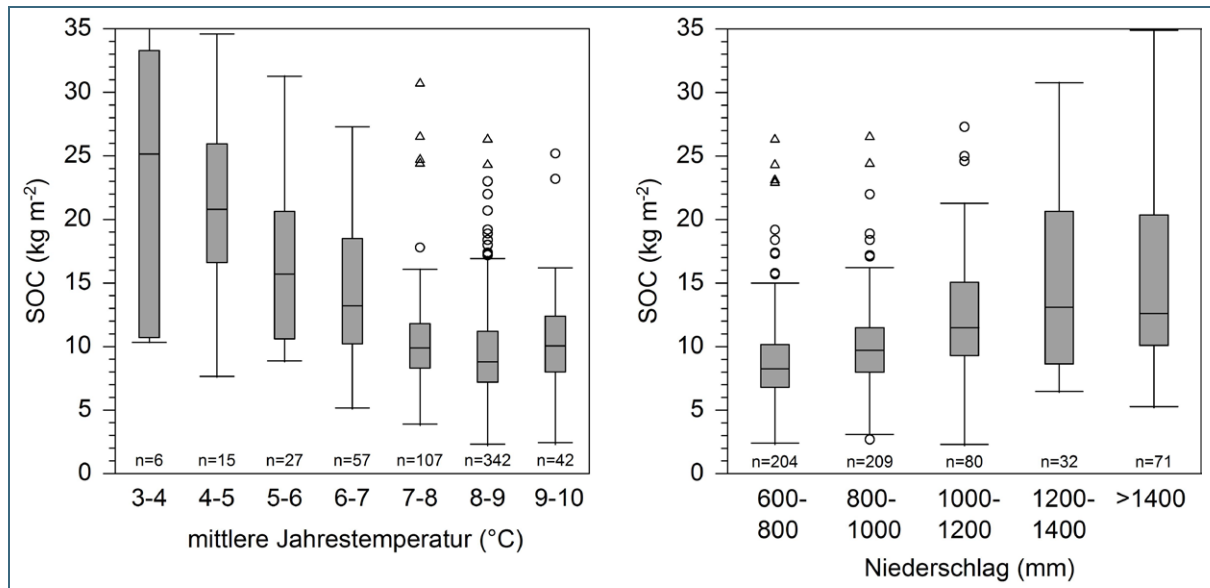 35
30
25
20
15
10
5
0
SOC (kg m⁻²)
n=6 n=15 n=27 n=57 n=107 n=342 n=42
3-4 4-5 5-6 6-7 7-8 8-9 9-10
mittlere Jahrestemperatur (°C)
35
30
25
20
15
10
5
0
SOC (kg m⁻²)
n=204 n=209 n=80 n=32 n=71
600- 800- 1000- 1200- >1400
800 1000 1200 1400
Niederschlag (mm)